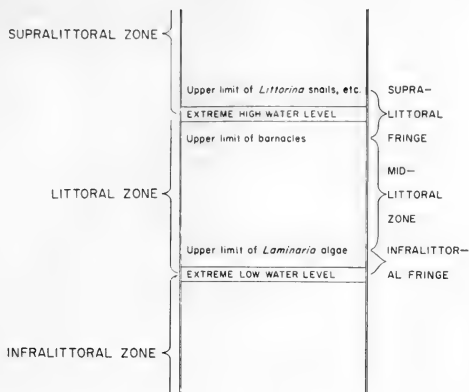 SUPRALITTORAL ZONE
Upper limit of Littorina snails, etc.
SUPRA-
EXTREME HIGH WATER LEVEL
LITTORAL
Upper limit of barnacles
FRINGE
MID-
LITTORAL ZONE
LITTORAL
ZONE
Upper limit of Laminaria algae
INFRALITTOR-
EXTREME LOW WATER LEVEL
AL FRINGE
INFRALITTORAL ZONE